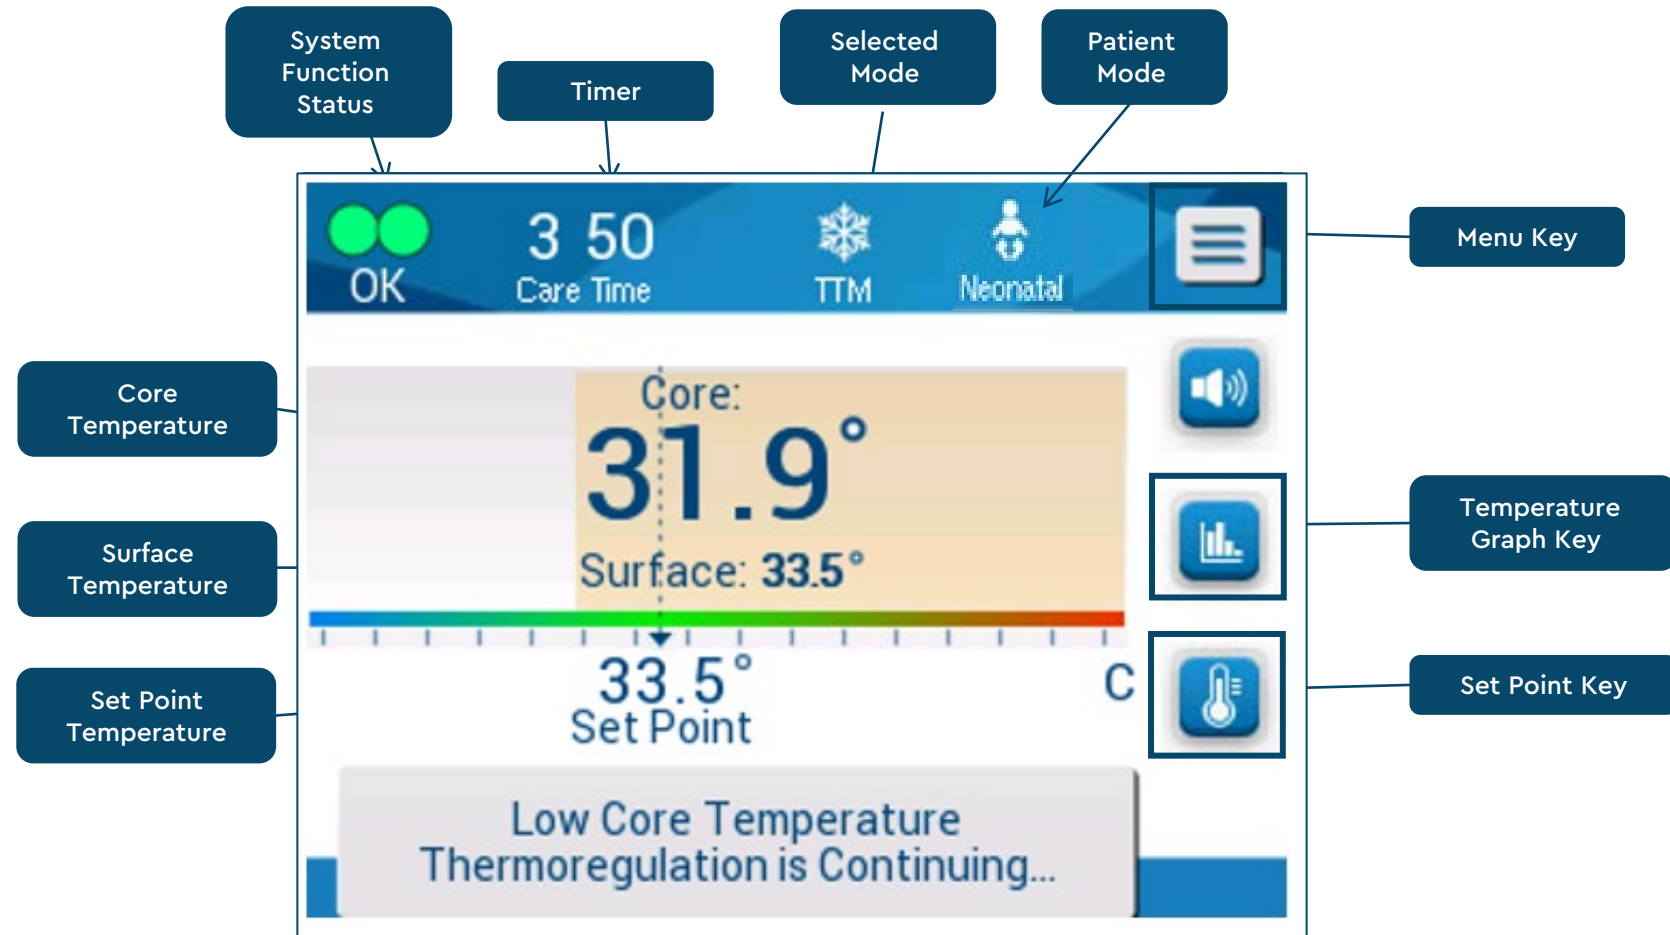 System
Function
Status
Timer
Selected
Mode
Patient
Mode
OK
3 50
Care Time
TTM
Neonatal
Menu Key
Core
Temperature
Core:
31.9°
Surface
Temperature
Surface: 33.5°
Temperature
Graph Key
Set Point
Temperature
33.5°
Set Point
C
Set Point Key
Low Core Temperature
Thermoregulation is Continuing...